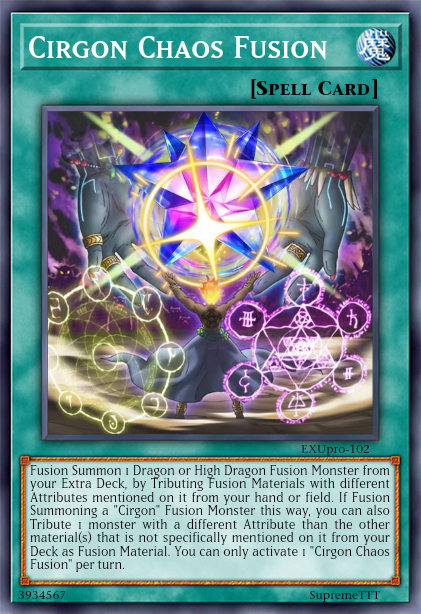 Cirgon Chaos Fusion
魔
[Spell Card]
EXUpro-102
Fusion Summon 1 Dragon or High Dragon Fusion Monster from
your Extra Deck, by Tributing Fusion Materials with different
Attributes mentioned on it from your hand or field. If Fusion
Summoning a "Cirgon" Fusion Monster this way, you can also
Tribute 1 monster with a different Attribute than the other
material(s) that is not specifically mentioned on it from your
Deck as Fusion Material. You can only activate 1 "Cirgon Chaos
Fusion" per turn.
3934567
SupremeTTT